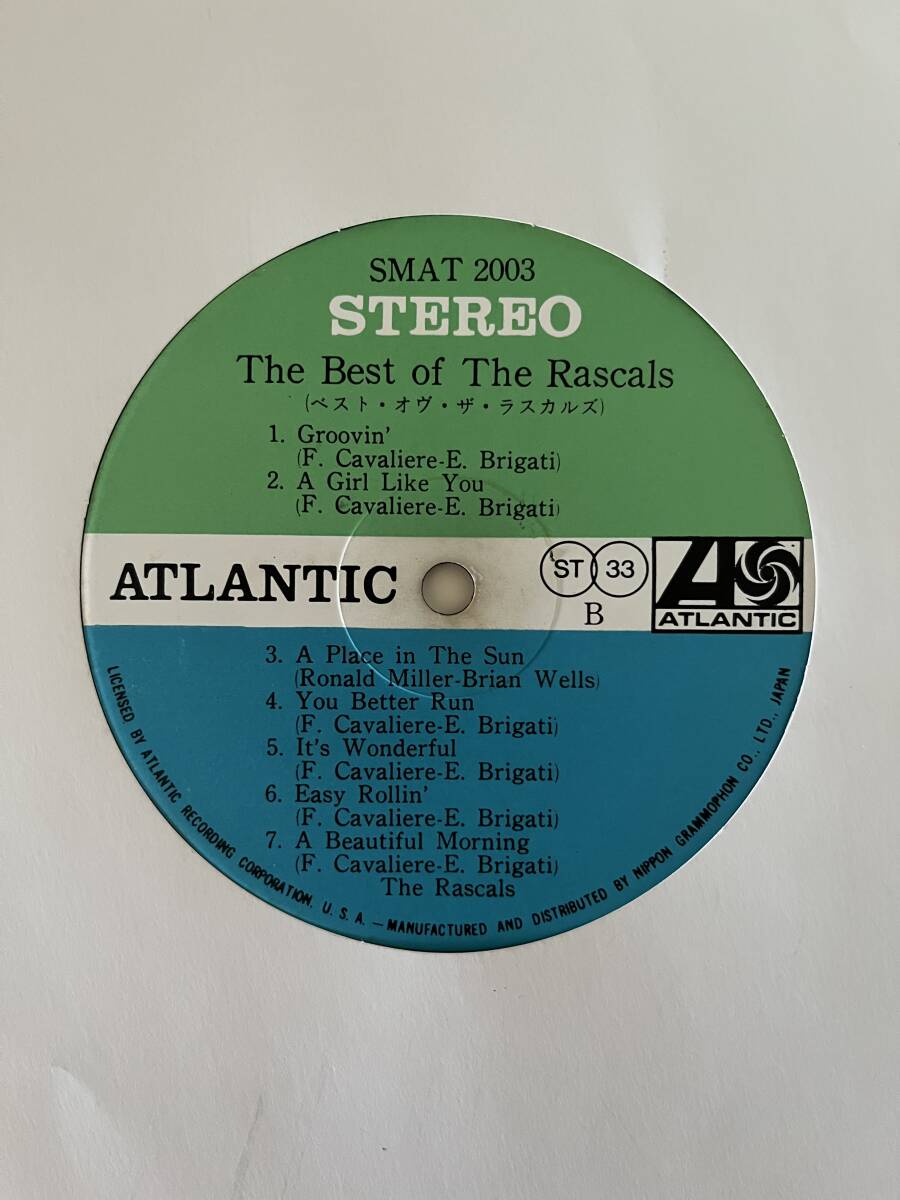 SMAT 2003
STEREO
The Best of The Rascals
(ベスト・オヴ・ザ・ラスカルズ)
1. Groovin'
(F. Cavaliere-E. Brigati)
2. A Girl Like You
(F. Cavaliere-E. Brigati)
ATLANTIC
ST 33
B
ATLANTIC
3. A Place in The Sun
(Ronald Miller-Brian Wells)
4. You Better Run
(F. Cavaliere-E. Brigati)
5. It's Wonderful
(F. Cavaliere-E. Brigati)
6. Easy Rollin'
(F. Cavaliere-E. Brigati)
7. A Beautiful Morning
(F. Cavaliere-E. Brigati)
The Rascals
LICENSED BY ATLANTIC RECORDING CORPORATION, U. S. A. — MANUFACTURED AND DISTRIBUTED BY NIPPON GRAMMOPHON CO., LTD., JAPAN